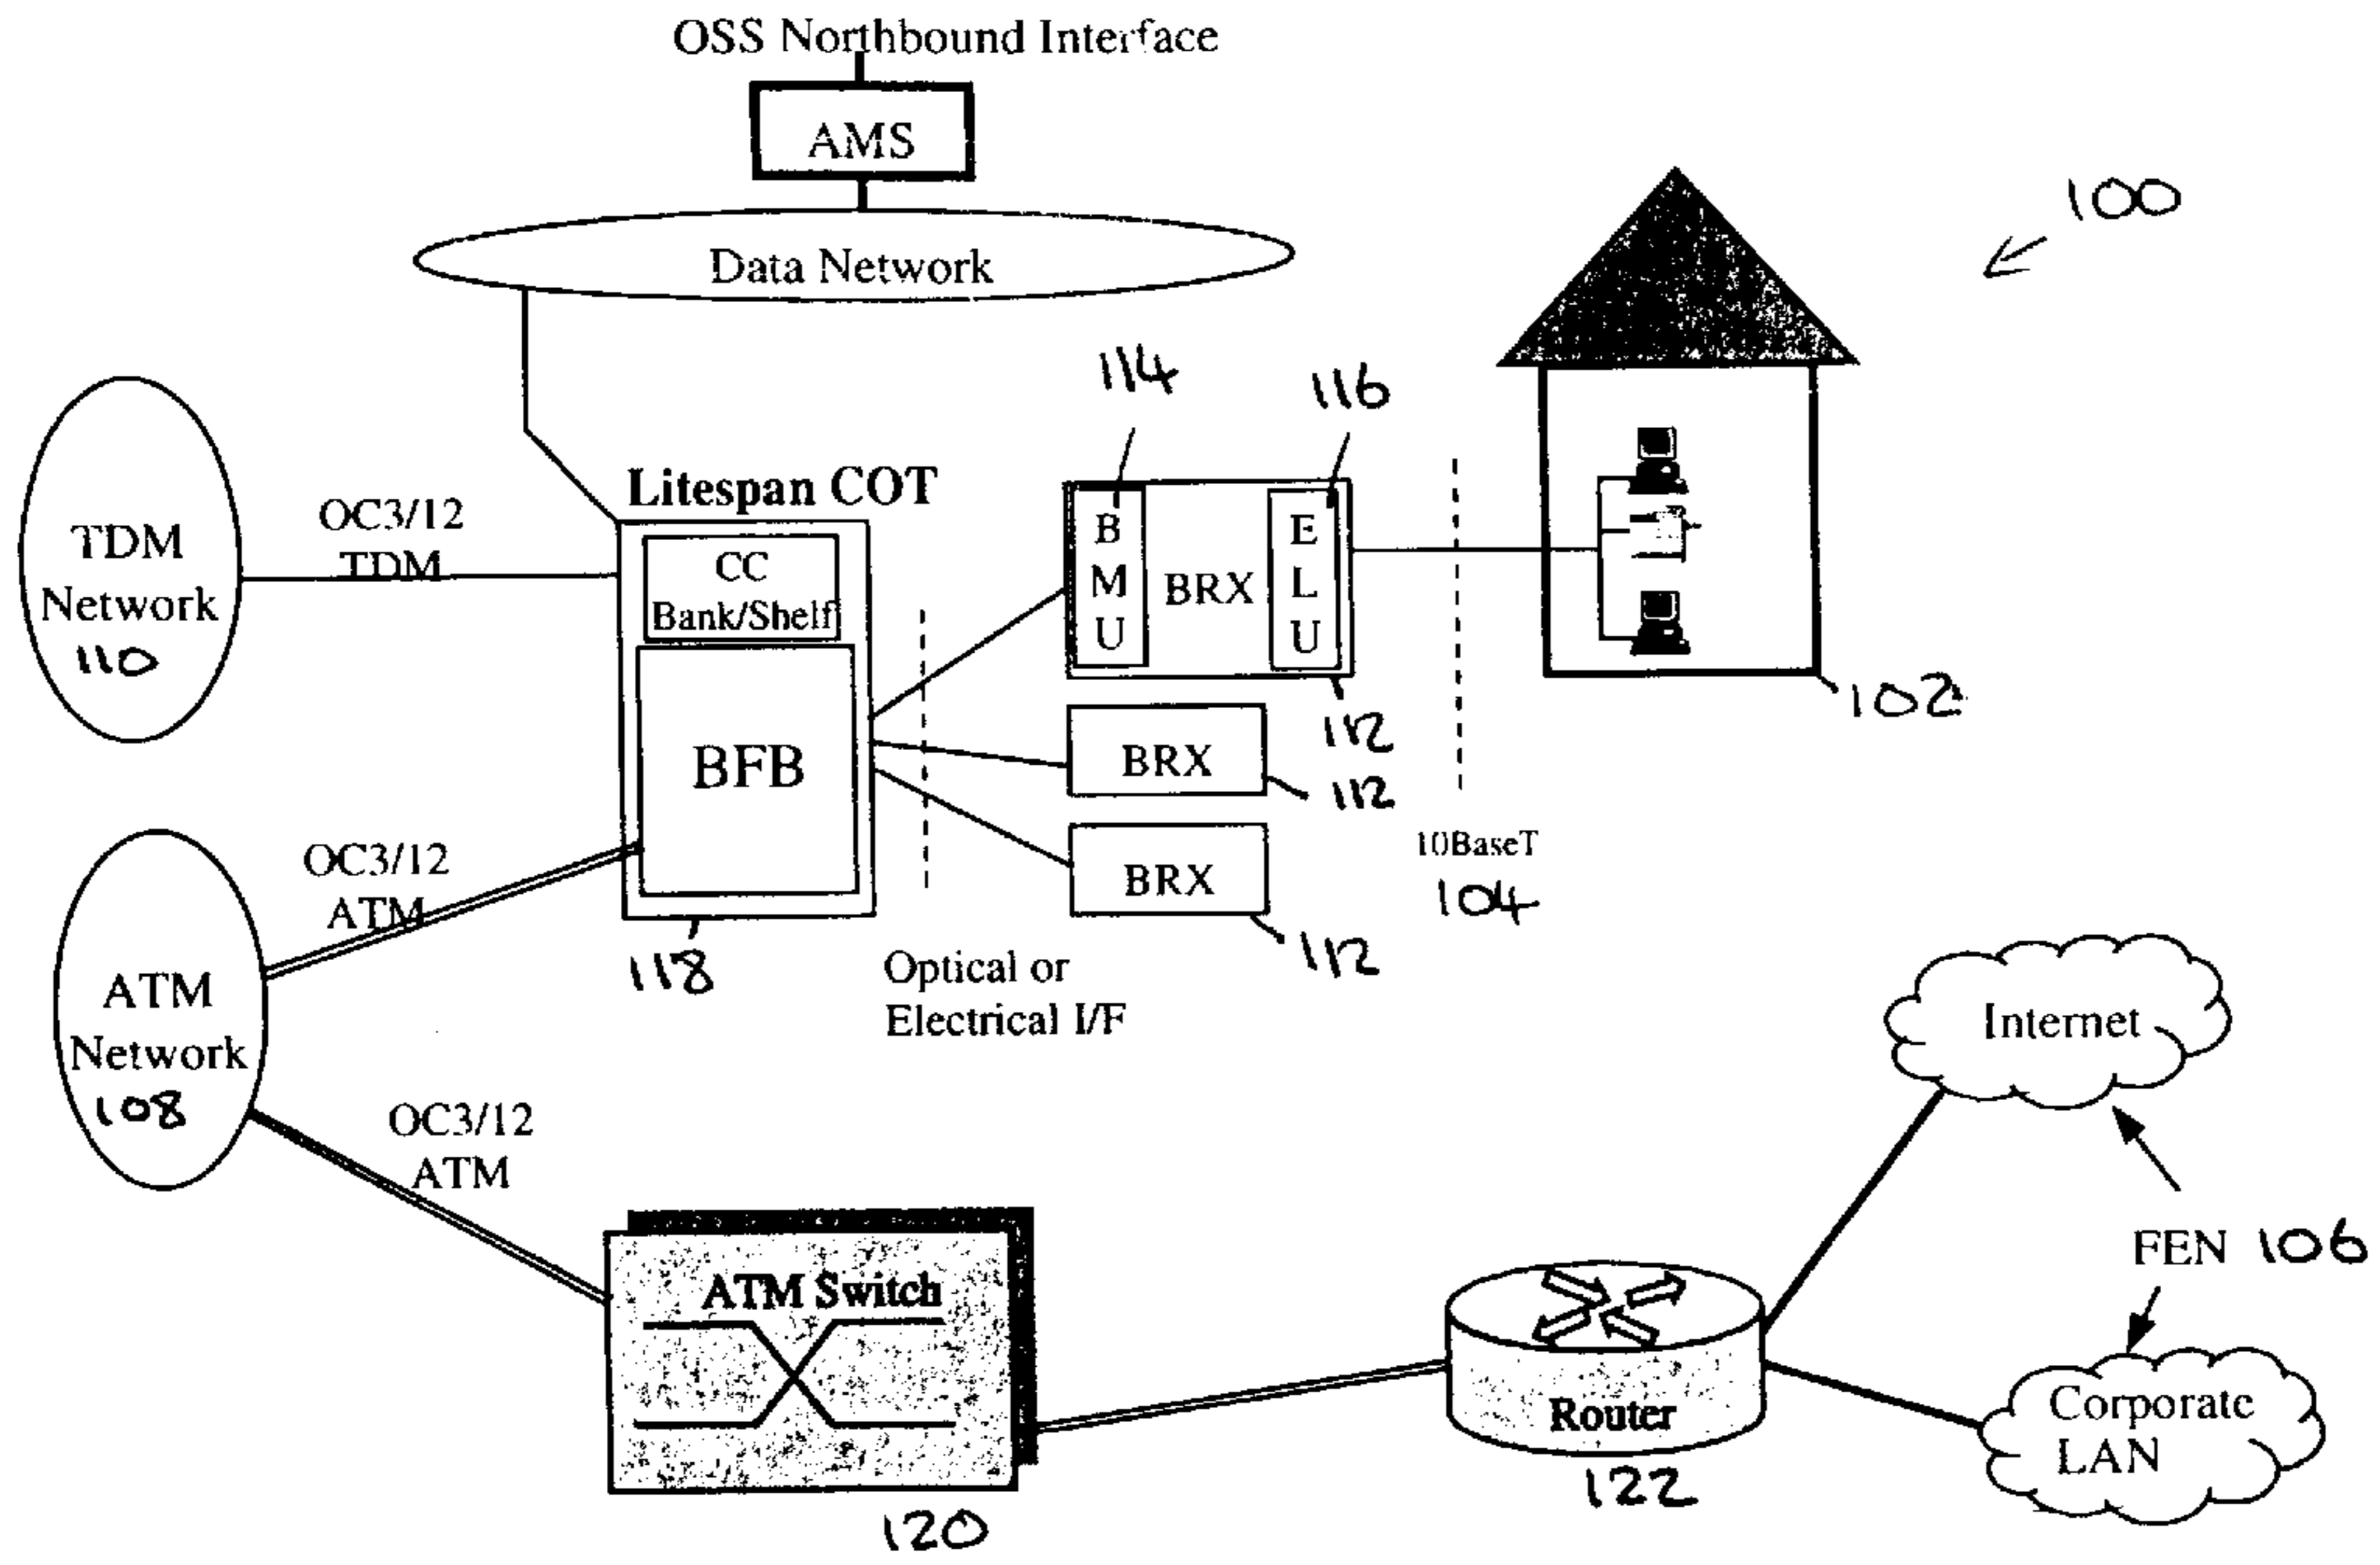 OSS Northbound Interface
AMS
Data Network
100
114
116
Litespan COT
OC3/12
TDM
TDM
Network
110
CC
Bank/Shelf
BFB
B
M
U
BRX
E
L
U
112
BRX
112
BRX
112
102
10BaseT
104
118
Optical or
Electrical I/F
OC3/12
ATM
ATM
Network
108
OC3/12
ATM
Internet
FEN 106
ATM Switch
120
Router
122
Corporate
LAN